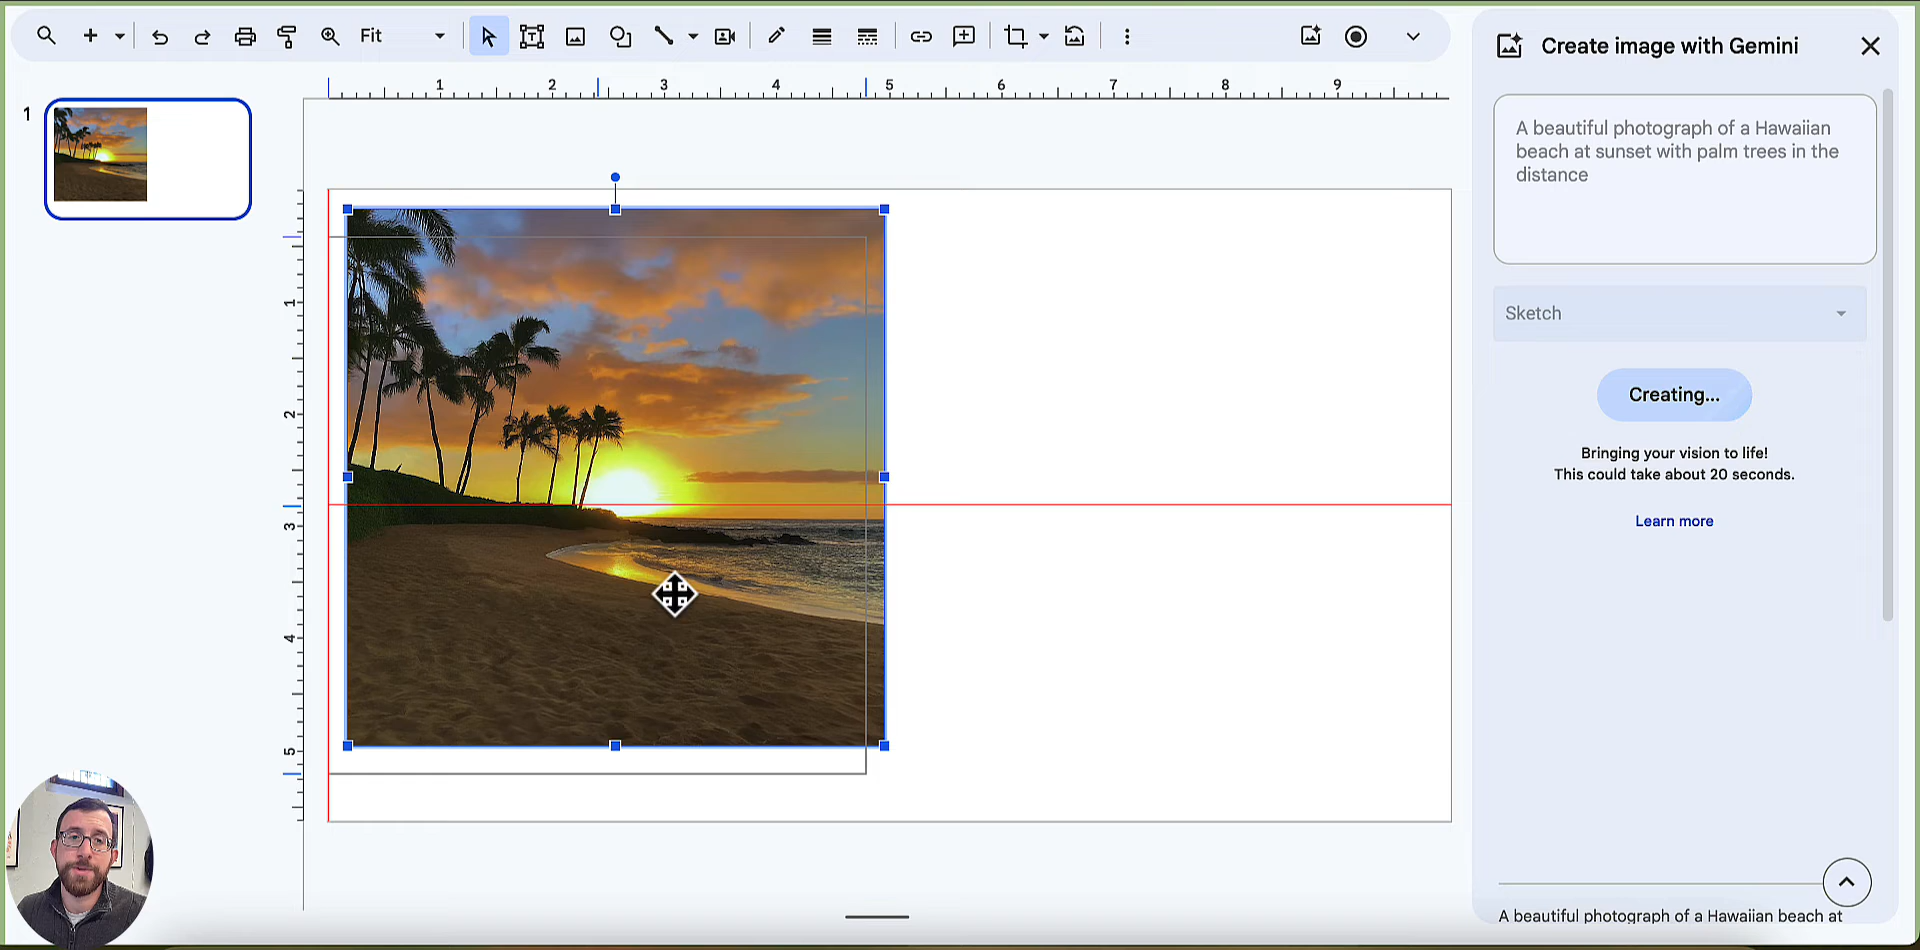 Fit
Create image with Gemini
1 2 3 4 5 6 7 8 9
1
A beautiful photograph of a Hawaiian
beach at sunset with palm trees in the
distance
1
2
3
4
5
Sketch
Creating...
Bringing your vision to life!
This could take about 20 seconds.
Learn more
A beautiful photograph of a Hawaiian beach at